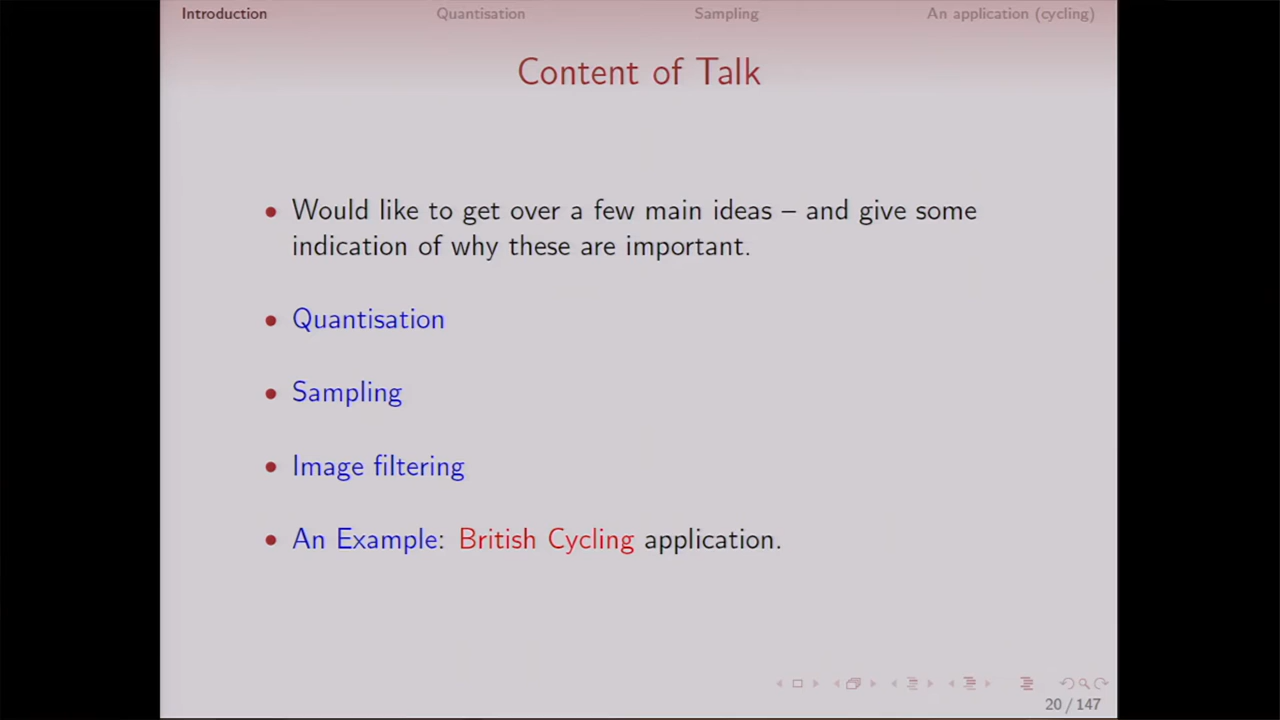 Introduction Quantisation Sampling An application (cycling)
Content of Talk
• Would like to get over a few main ideas – and give some
indication of why these are important.
• Quantisation
• Sampling
• Image filtering
• An Example: British Cycling application.
20 / 147